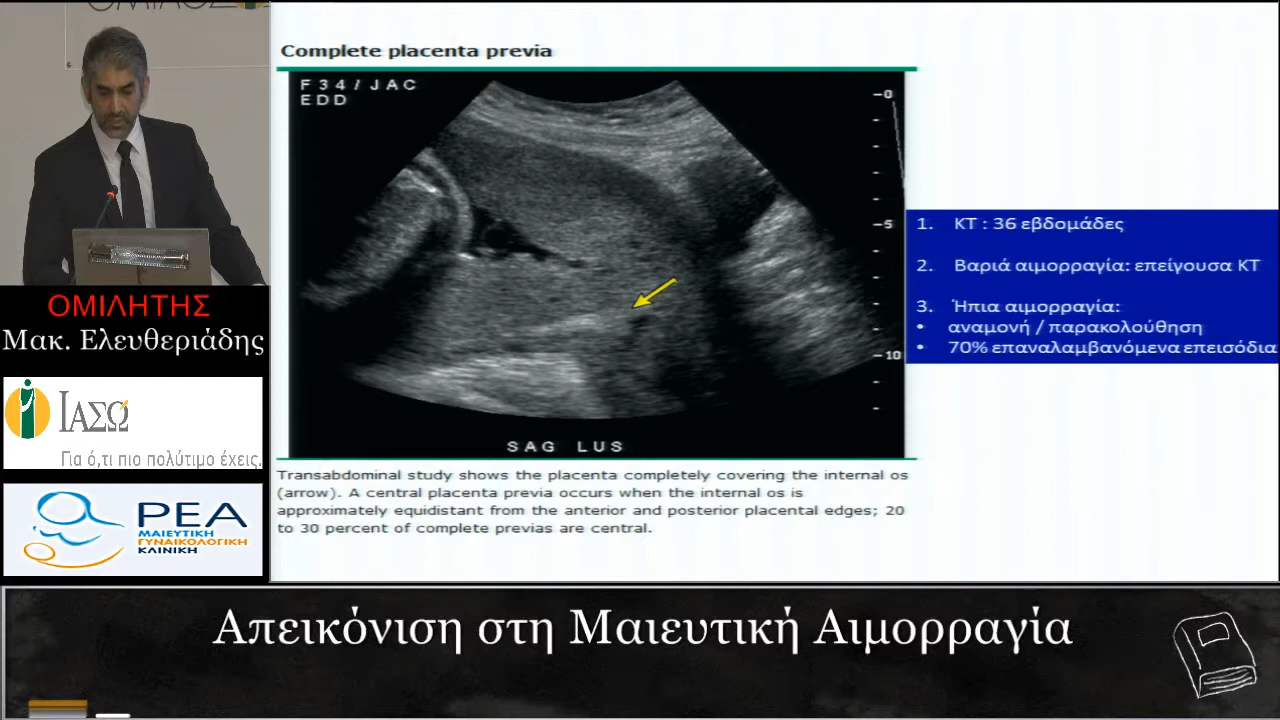 Complete placenta previa
F34/JAC
EDD
0
5
10
SAG LUS
Transabdominal study shows the placenta completely covering the internal os
(arrow). A central placenta previa occurs when the internal os is
approximately equidistant from the anterior and posterior placental edges; 20
to 30 percent of complete previas are central.
1. ΚΤ : 36 εβδομάδες
2. Βαριά αιμορραγία: επείγουσα ΚΤ
3. Ήπια αιμορραγία:
• αναμονή / παρακολούθηση
• 70% επαναλαμβανόμενα επεισόδια
ΟΜΙΛΗΤΗΣ
Μακ. Ελευθεριάδης
ΙΑΣΩ
Για ό,τι πιο πολύτιμο έχεις.
ΡΕΑ
ΜΑΙΕΥΤΙΚΗ
ΓΥΝΑΙΚΟΛΟΓΙΚΗ
ΚΛΙΝΙΚΗ
Απεικόνιση στη Μαιευτική Αιμορραγία